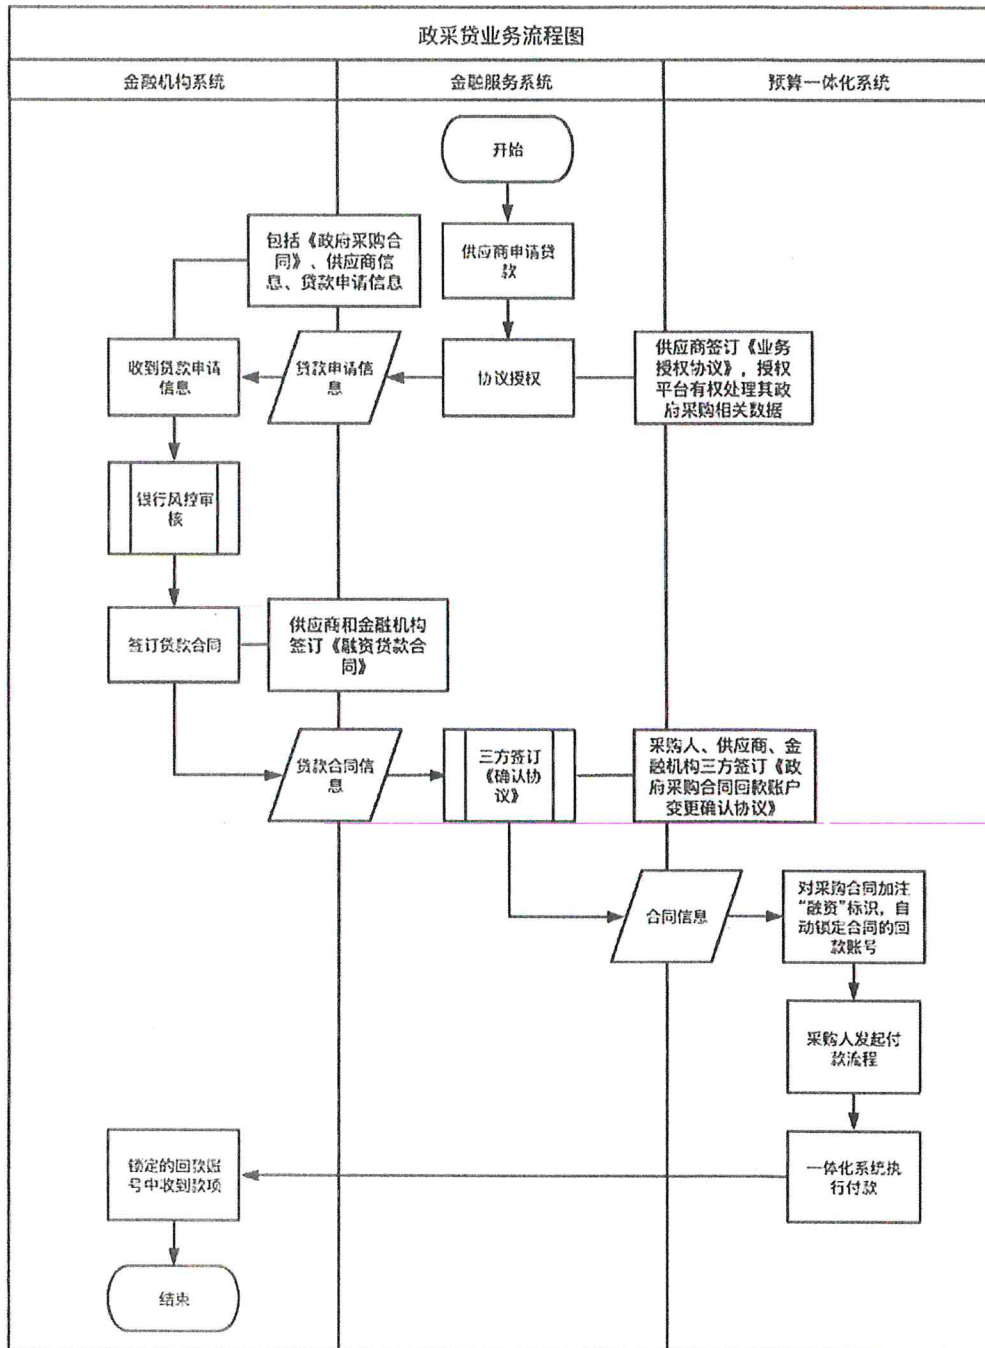 政采贷业务流程图
金融机构系统
金融服务系统
预算一体化系统
开始
供应商申请贷
款
包括《政府采购合
同》、供应商信
息、贷款申请信息
收到贷款申请
信息
贷款申请信
息
协议授权
供应商签订《业务
授权协议》，授权
平台有权处理其政
府采购相关数据
银行风控审
核
签订贷款合同
供应商和金融机构
签订《融资贷款合
同》
贷款合同信
息
三方签订
《确认协
议》
采购人、供应商、金
融机构三方签订《政
府采购合同回款账户
变更确认协议》
合同信息
对采购合同加注
“融资”标识，自
动锁定合同的回
款账号
采购人发起付
款流程
一体化系统执
行付款
锁定的回款账
号中收到款项
结束